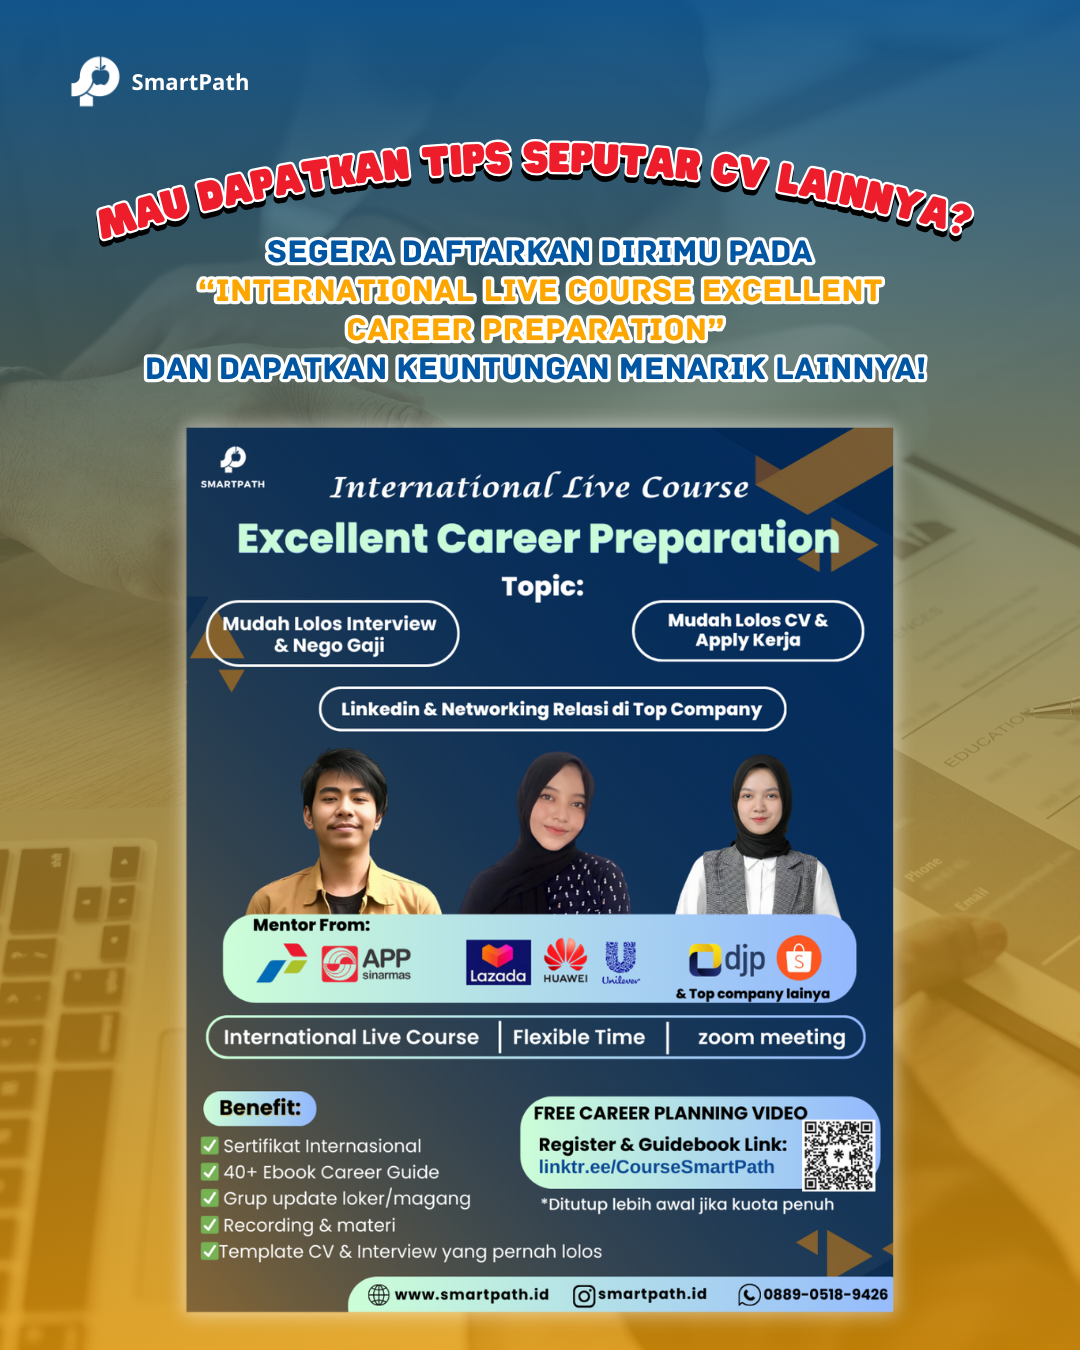 SmartPath
MAU DAPATKAN TIPS SEPUTAR CV LAINNYA?
SEGERA DAFTARKAN DIRIMU PADA
“INTERNATIONAL LIVE COURSE EXCELLENT
CAREER PREPARATION”
DAN DAPATKAN KEUNTUNGAN MENARIK LAINNYA!
SMARTPATH
International Live Course
Excellent Career Preparation
Topic:
Mudah Lolos Interview
& Nego Gaji
Mudah Lolos CV &
Apply Kerja
Linkedin & Networking Relasi di Top Company
Mentor From:
APP
sinarmas
Lazada
HUAWEI
Unilever
djp
S
& Top company lainya
International Live Course | Flexible Time | zoom meeting
Benefit:
Sertifikat Internasional
40+ Ebook Career Guide
Grup update loker/magang
Recording & materi
Template CV & Interview yang pernah lolos
FREE CAREER PLANNING VIDEO
Register & Guidebook Link:
linktr.ee/CourseSmartPath
*Ditutup lebih awal jika kuota penuh
www.smartpath.id
smartpath.id
0889-0518-9426
EDUCATION
Phone
Email